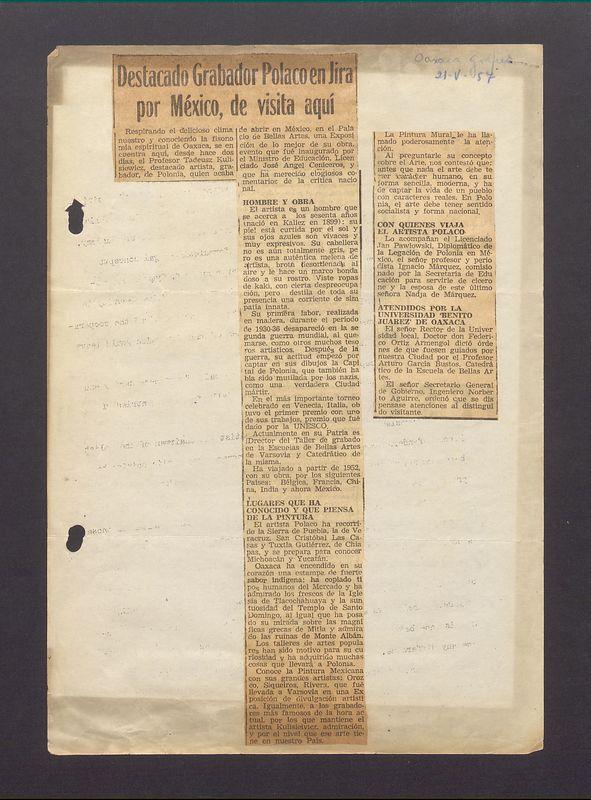 Oaxaca
21-V-57
Destacado Grabador Polaco en Jira
por México, de visita aquí
Respirando el delicioso clima
nuestro y conociendo la fisono
mía espiritual de Oaxaca, se en
cuentra aquí, desde hace dos
días, el Profesor Tadeusz Kuli-
siewicz, destacado artista, gra-
bador, de Polonia, quien acaba
de abrir en México, en el Pala
cio de Bellas Artes, una Exposi
ción de lo mejor de su obra,
evento que fué inaugurado por
el Ministro de Educación, Licen
ciado José Angel Ceniceros, y
que ha merecido elogiosos co
mentarios de la crítica nacio
nal.
HOMBRE Y OBRA
El artista es un hombre que
se acerca a los sesenta años
(nació en Kaliez en 1899): su
piel está curtida por el sol y
sus ojos azules son vivaces y
muy expresivos. Su cabellera
no es aún totalmente gris, pe
ro es una auténtica melena de
artista, brota desordenada al
aire y le hace un marco bonda
doso a su rostro. Viste ropas
de kaki, con cierta despreocupa
ción, pero destila de toda su
presencia una corriente de sim
patía innata.
Su primera labor, realizada
en madera, durante el período
de 1930-36 desapareció en la se
gunda guerra mundial, al que
marse, como otros muchos teso
ros artísticos. Después de la
guerra, su actitud empezó por
captar en sus dibujos la Capi
tal de Polonia, que también ha
bía sido mutilada por los nazis,
como una verdadera Ciudad
mártir.
En el más importante torneo
celebrado en Venecia, Italia, ob
tuvo el primer premio con uno
de sus trabajos, premio que fué
dado por la UNESCO.
Actualmente en su Patria es
Director del Taller de grabado
en la Escuelas de Bellas Artes
de Varsovia y Catedrático de
la misma.
Ha viajado a partir de 1952,
con su obra, por los siguientes
Países: Bélgica, Francia, Chi
na, India y ahora México.
LUGARES QUE HA
CONOCIDO Y QUE PIENSA
DE LA PINTURA
El artista Polaco ha recorri
do la Sierra de Puebla, la de Ve
racruz, San Cristóbal Las Ca
sas y Tuxtla Gutiérrez, de Chia
pas, y se prepara para conocer
Michoacán y Yucatán.
Oaxaca ha encendido en su
corazón una estampa de fuerte
sabor indígena: ha copiado ti
pos humanos del Mercado y ha
admirado los frescos de la Igle
sia de Tlacochahuaya y la sun
tuosidad del Templo de Santo
Domingo, al igual que ha posa
do su mirada sobre las magní
ficas grecas de Mitla y admira
do las ruinas de Monte Albán.
Los talleres de artes popula
res han sido motivo para su cu
riosidad y ha adquirido muchas
cosas que llevará a Polonia.
Conoce la Pintura Mexicana
con sus grandes artistas: Oroz
co, Siqueiros, Rivera, que fué
llevada a Varsovia en una Ex
posición de divulgación artísti
ca. Igualmente, a los grabado-
res más famosos de la hora ac
tual, por los que mantiene el
artista Kulisieiviez, admiración,
y por el nivel que ese arte tie-
ne en nuestro País.
La Pintura Mural le ha lla-
mado poderosamente la aten-
ción.
Al preguntarle su concepto
sobre el Arte, nos contestó que:
antes que nada el arte debe te
ner carácter humano, en su
forma sencilla, moderna, y ha
de captar la vida de un pueblo
con caracteres reales. En Polo
nia, el arte debe tener sentido
socialista y forma nacional.
CON QUIENES VIAJA
EL ARTISTA POLACO
Lo acompañan el Licenciado
Jan Pawlowski, Diplomático de
la Legación de Polonia en Mé-
xico, el señor profesor y perio
dista Ignacio Márquez, comisio
nado por la Secretaría de Edu
cación para servirle de cicero
ne y la esposa de este último
señora Nadja de Márquez.
ATENDIDOS POR LA
UNIVERSIDAD 'BENITO
JUAREZ' DE OAXACA
El señor Rector de la Univer
sidad local, Doctor don Federi-
co Ortiz Armengol dictó órde
nes de que fuesen guiados por
nuestra Ciudad por el Profesor
Arturo García Bustos, Catedrá
tico de la Escuela de Bellas Ar
tes.
El señor Secretario General
de Gobierno, Ingeniero Norber
to Aguirre, ordenó que se dis
pensase atenciones al distingui
do visitante.